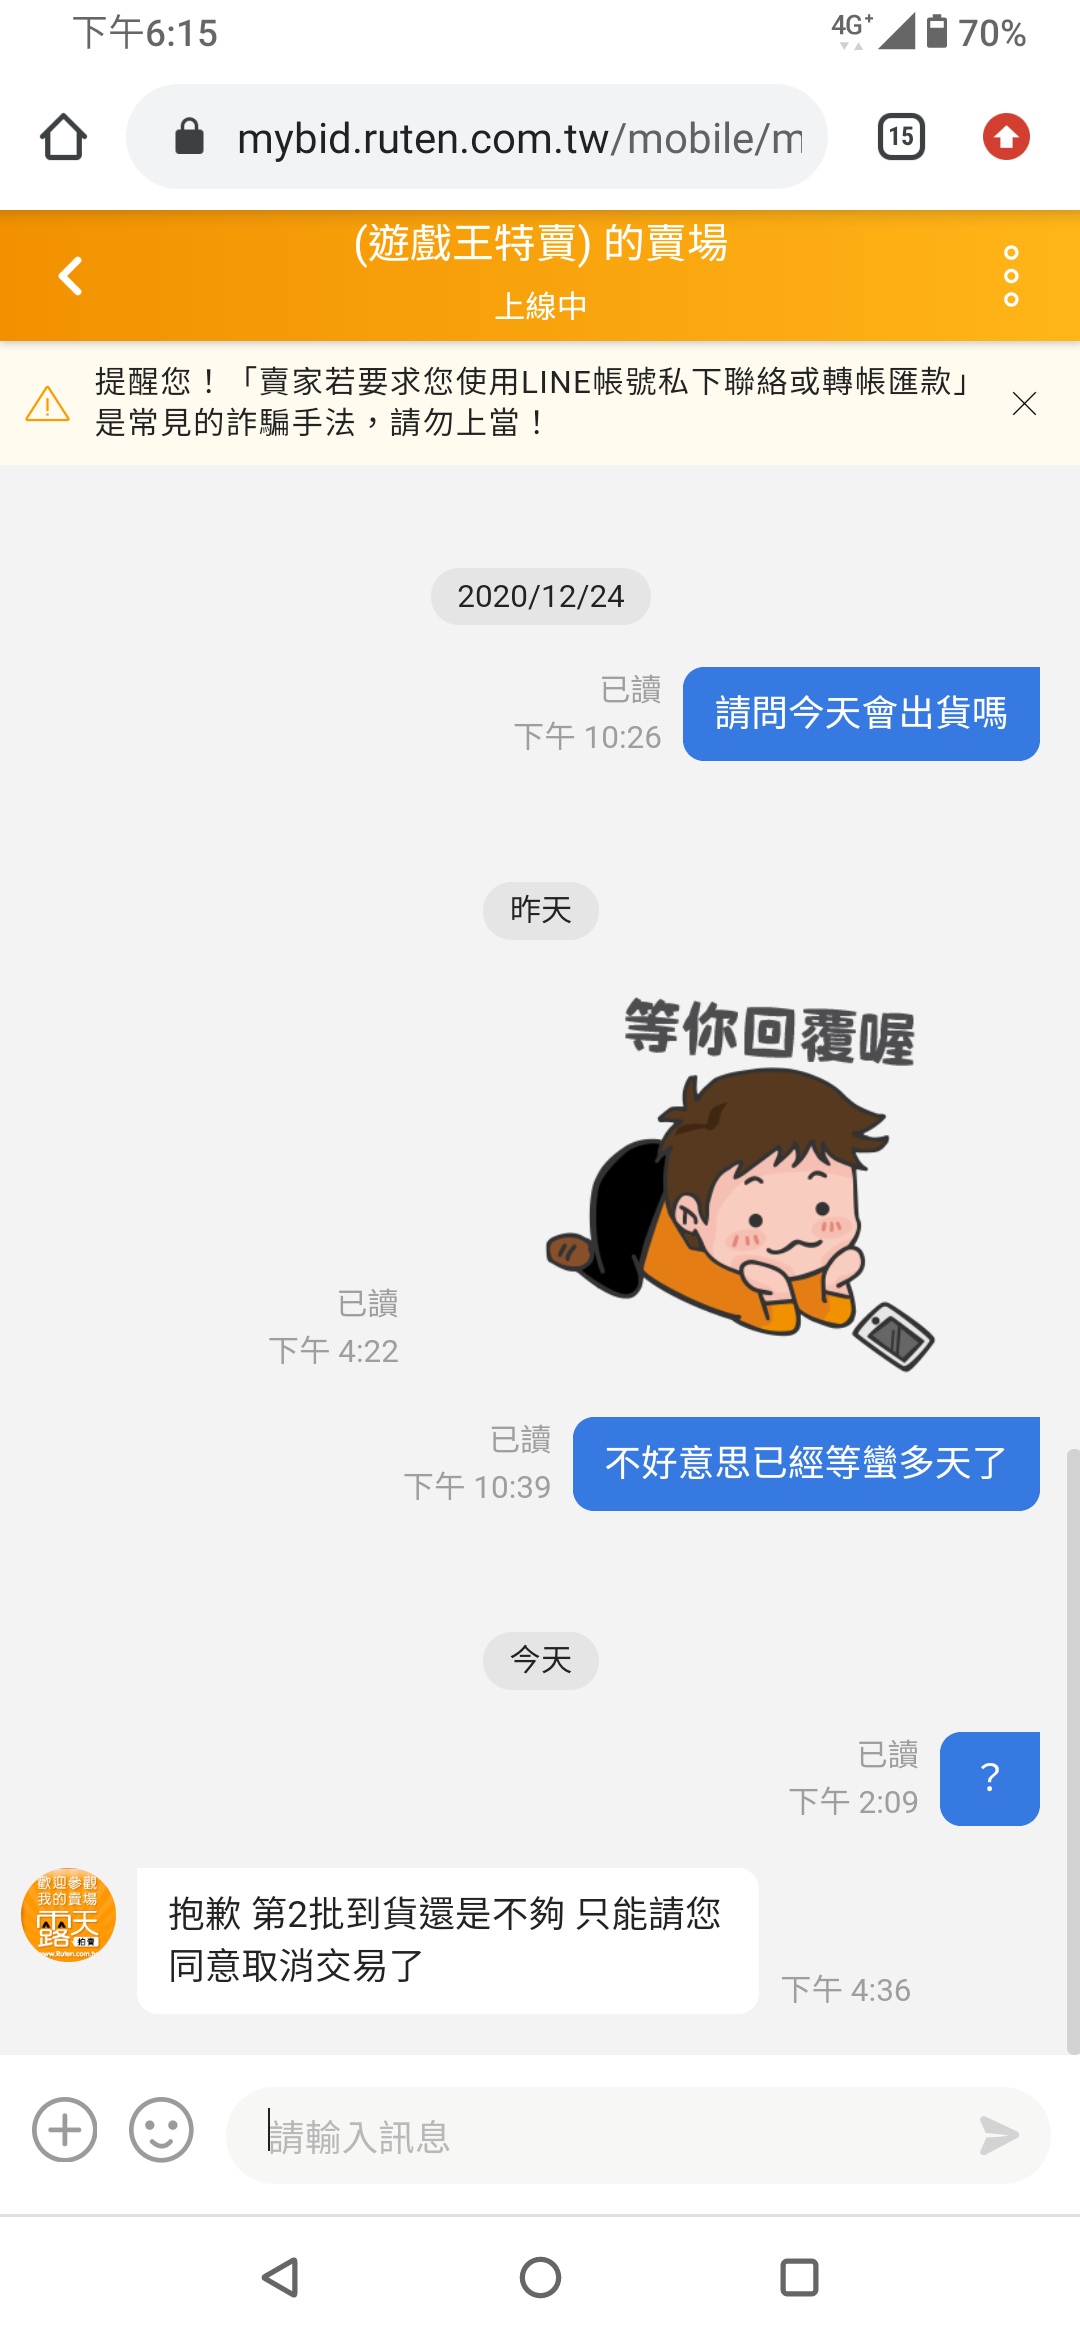 下午6:15
4G+
70%
mybid.ruten.com.tw/mobile/m
15
(遊戲王特賣) 的賣場
上線中
提醒您！「賣家若要求您使用LINE帳號私下聯絡或轉帳匯款」
是常見的詐騙手法，請勿上當！
2020/12/24
已讀
下午 10:26
請問今天會出貨嗎
昨天
等你回覆喔
已讀
下午 4:22
已讀
下午 10:39
不好意思已經等蠻多天了
今天
已讀
下午 2:09
？
歡迎參觀
我的賣場
露天
拍賣
www.Ruten.com.tw
抱歉 第2批到貨還是不夠 只能請您
同意取消交易了
下午 4:36
請輸入訊息